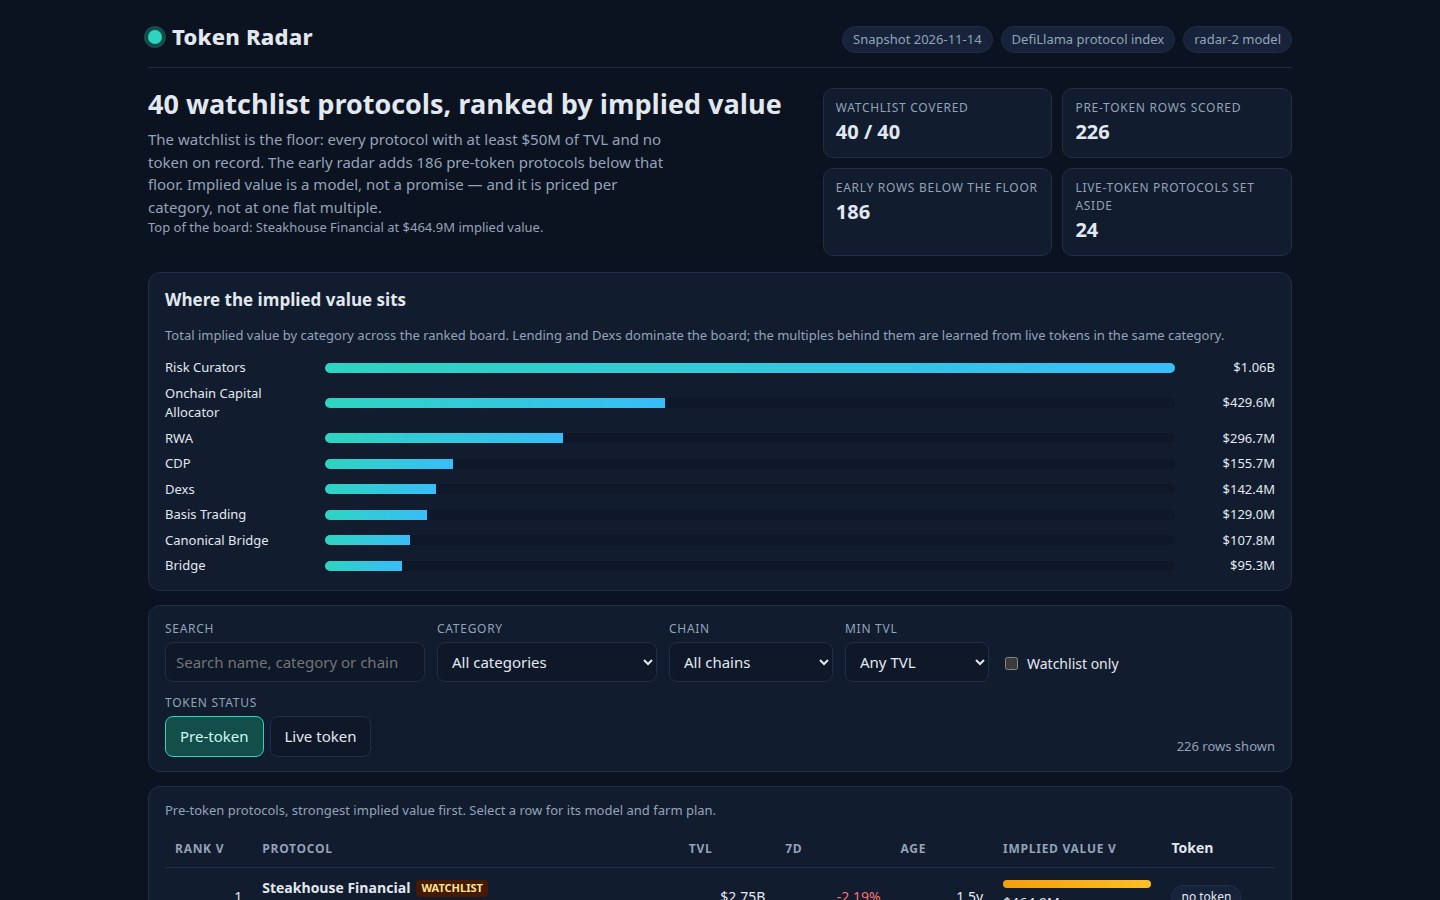 Token Radar
Snapshot 2026-11-14
DefiLlama protocol index
radar-2 model
40 watchlist protocols, ranked by implied value
The watchlist is the floor: every protocol with at least $50M of TVL and no
token on record. The early radar adds 186 pre-token protocols below that
floor. Implied value is a model, not a promise — and it is priced per
category, not at one flat multiple.
Top of the board: Steakhouse Financial at $464.9M implied value.
WATCHLIST COVERED
40 / 40
PRE-TOKEN ROWS SCORED
226
EARLY ROWS BELOW THE FLOOR
186
LIVE-TOKEN PROTOCOLS SET
ASIDE
24
Where the implied value sits
Total implied value by category across the ranked board. Lending and Dexs dominate the board; the multiples behind them are learned from live tokens in the same category.
Risk Curators $1.06B
Onchain Capital
Allocator $429.6M
RWA $296.7M
CDP $155.7M
Dexs $142.4M
Basis Trading $129.0M
Canonical Bridge $107.8M
Bridge $95.3M
SEARCH
Search name, category or chain
CATEGORY
All categories
CHAIN
All chains
MIN TVL
Any TVL
Watchlist only
TOKEN STATUS
Pre-token
Live token
226 rows shown
Pre-token protocols, strongest implied value first. Select a row for its model and farm plan.
RANK V PROTOCOL TVL 7D AGE IMPLIED VALUE V Token
1 Steakhouse Financial WATCHLIST $2.75B -2.19% 1.5y no token